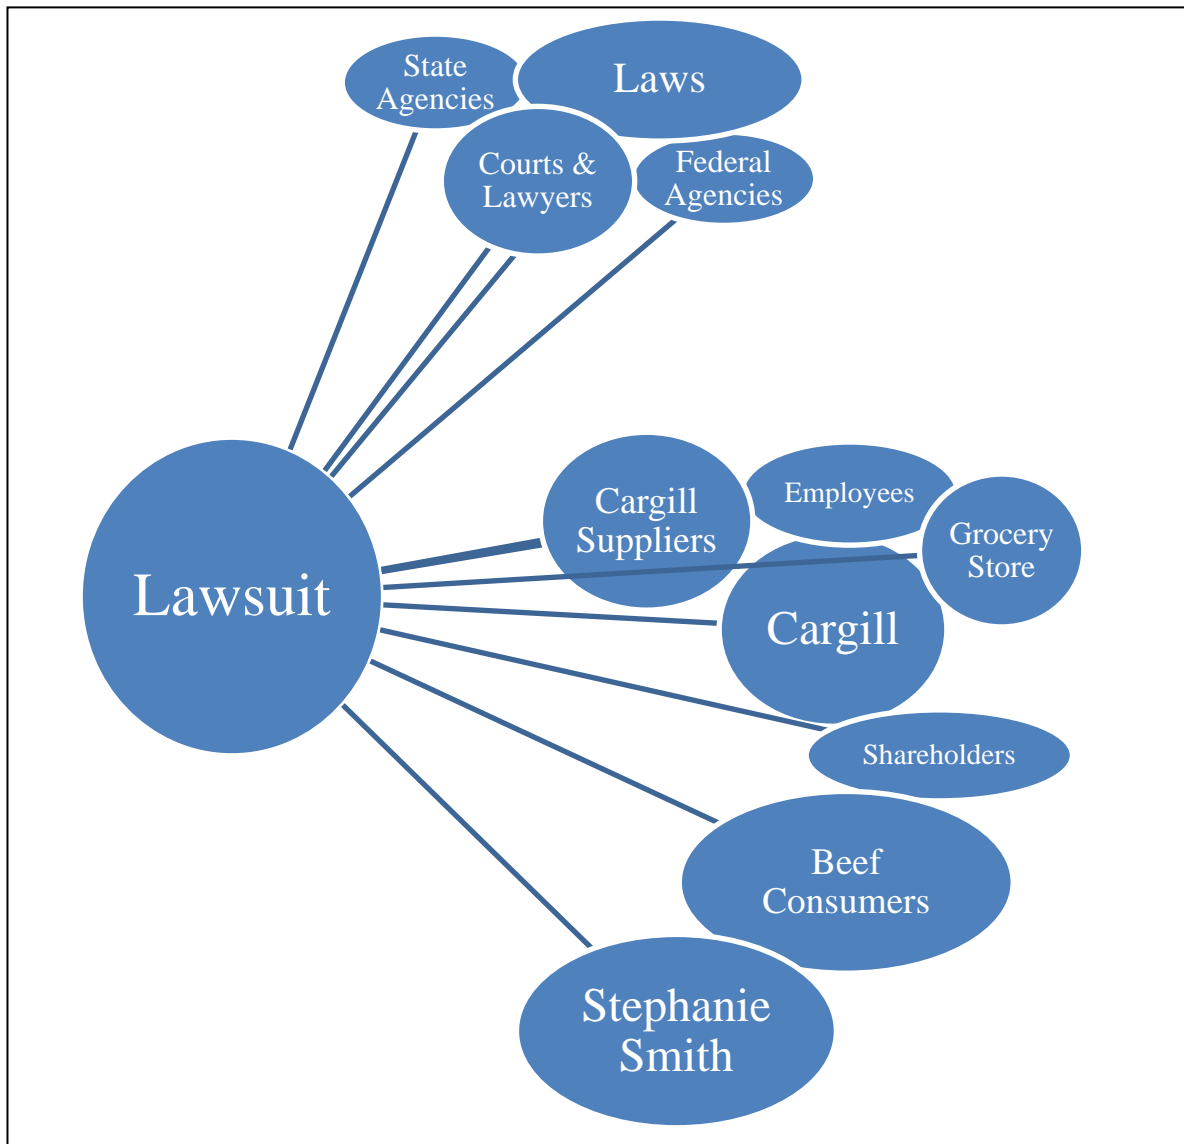 State
Agencies
Laws
Courts &
Lawyers
Federal
Agencies
Lawsuit
Cargill
Suppliers
Employees
Grocery
Store
Cargill
Shareholders
Beef
Consumers
Stephanie
Smith